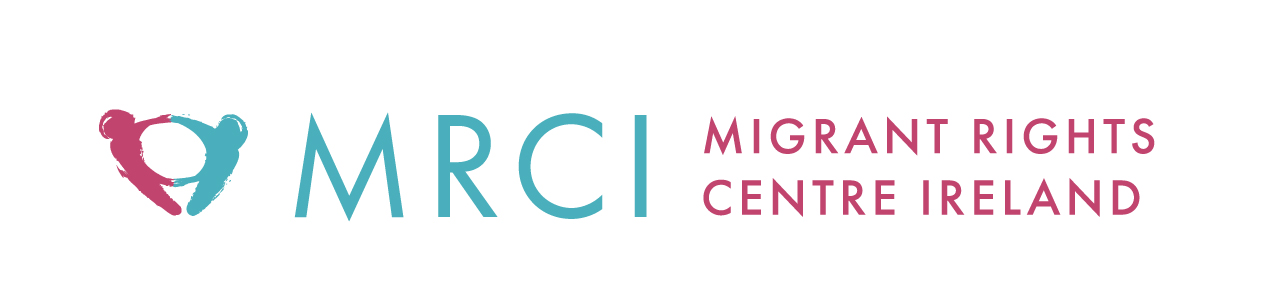 MRCI
MIGRANT RIGHTS
CENTRE IRELAND